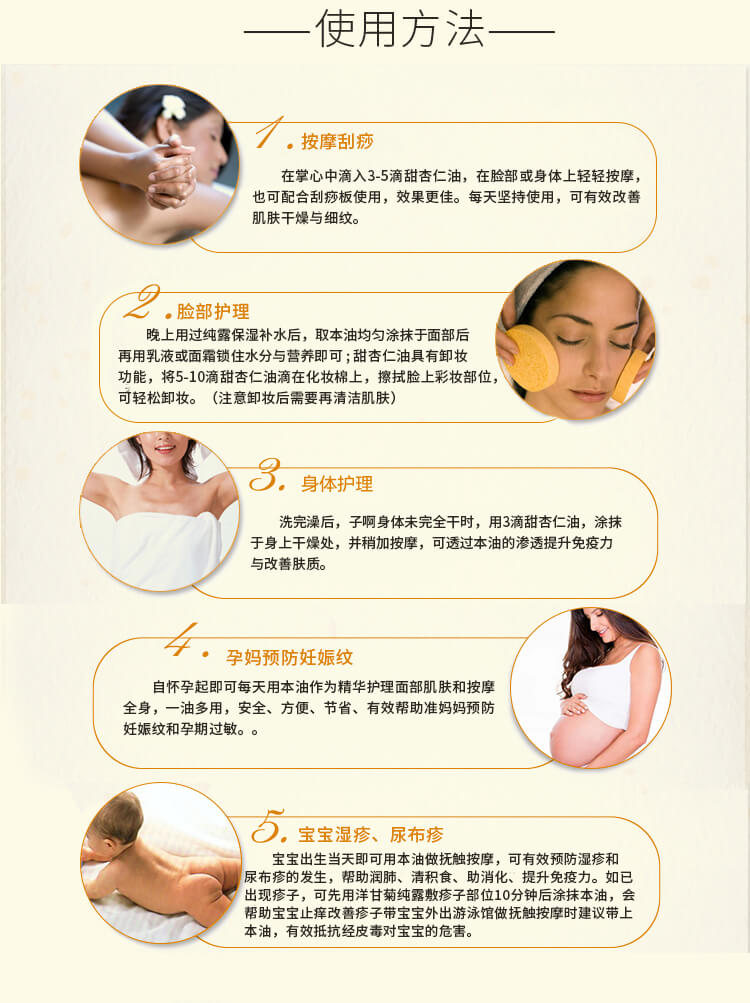 使用方法
1.按摩刮痧
在掌心中滴入3-5滴甜杏仁油，在脸部或身体上轻轻按摩，
也可配合刮痧板使用，效果更佳。每天坚持使用，可有效改善
肌肤干燥与细纹。
2.脸部护理
晚上用过纯露保湿补水后，取本油均匀涂抹于面部后
再用乳液或面霜锁住水分与营养即可；甜杏仁油具有卸妆
功能，将5-10滴甜杏仁油滴在化妆棉上，擦拭脸上彩妆部位，
可轻松卸妆。（注意卸妆后需要再清洁肌肤）
3.身体护理
洗完澡后，子啊身体未完全干时，用3滴甜杏仁油，涂抹
于身上干燥处，并稍加按摩，可透过本油的渗透提升免疫力
与改善肤质。
4.孕妈预防妊娠纹
自怀孕起即可每天用本油作为精华护理面部肌肤和按摩
全身，一油多用，安全、方便、节省、有效帮助准妈妈预防
妊娠纹和孕期过敏。。
5.宝宝湿疹、尿布疹
宝宝出生当天即可用本油做抚触按摩，可有效预防湿疹和
尿布疹的发生，帮助润肺、清积食、助消化、提升免疫力。如已
出现疹子，可先用洋甘菊纯露敷疹子部位10分钟后涂抹本油，会
帮助宝宝止痒改善疹子带宝宝外出游泳馆做抚触按摩时建议带上
本油，有效抵抗经皮毒对宝宝的危害。